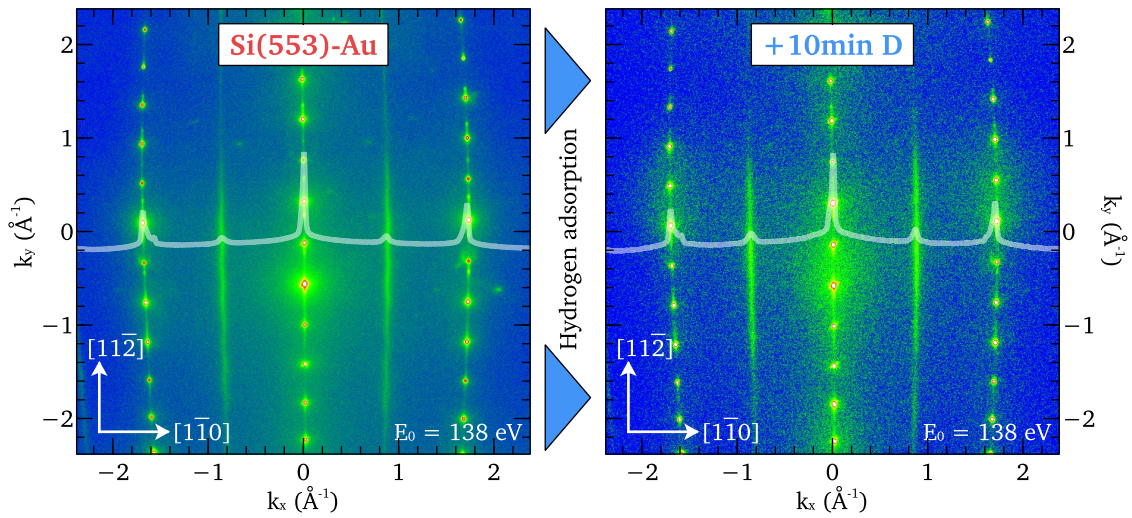 Si(553)-Au
+10min D
Hydrogen adsorption
2
1
0
−1
−2
k_y (Å⁻¹)
[112̅]
[11̅0]
E₀ = 138 eV
−2
−1
0
1
2
kₓ (Å⁻¹)
2
1
0
−1
−2
k_y (Å⁻¹)
[112̅]
[11̅0]
E₀ = 138 eV
−2
−1
0
1
2
kₓ (Å⁻¹)